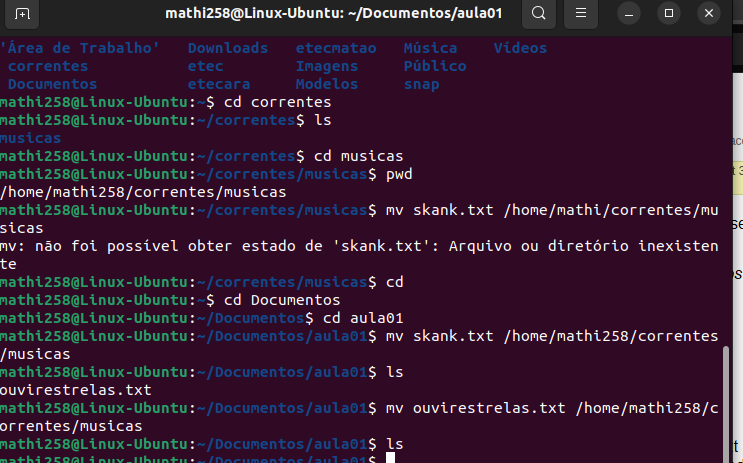 mathi258@Linux-Ubuntu: ~/Documentos/aula01
'Área de Trabalho' Downloads etecmatao Música Vídeos
correntes etec Imagens Público
Documentos etecara Modelos snap
mathi258@Linux-Ubuntu:~$ cd correntes
mathi258@Linux-Ubuntu:~/correntes$ ls
musicas
mathi258@Linux-Ubuntu:~/correntes$ cd musicas
mathi258@Linux-Ubuntu:~/correntes/musicas$ pwd
/home/mathi258/correntes/musicas
mathi258@Linux-Ubuntu:~/correntes/musicas$ mv skank.txt /home/mathi/correntes/mu
sicas
mv: não foi possível obter estado de 'skank.txt': Arquivo ou diretório inexisten
te
mathi258@Linux-Ubuntu:~/correntes/musicas$ cd
mathi258@Linux-Ubuntu:~$ cd Documentos
mathi258@Linux-Ubuntu:~/Documentos$ cd aula01
mathi258@Linux-Ubuntu:~/Documentos/aula01$ mv skank.txt /home/mathi258/correntes
/musicas
mathi258@Linux-Ubuntu:~/Documentos/aula01$ ls
ouvirestrelas.txt
mathi258@Linux-Ubuntu:~/Documentos/aula01$ mv ouvirestrelas.txt /home/mathi258/c
orrentes/musicas
mathi258@Linux-Ubuntu:~/Documentos/aula01$ ls
mathi258@Linux-Ubuntu:~/Documentos/aula01$